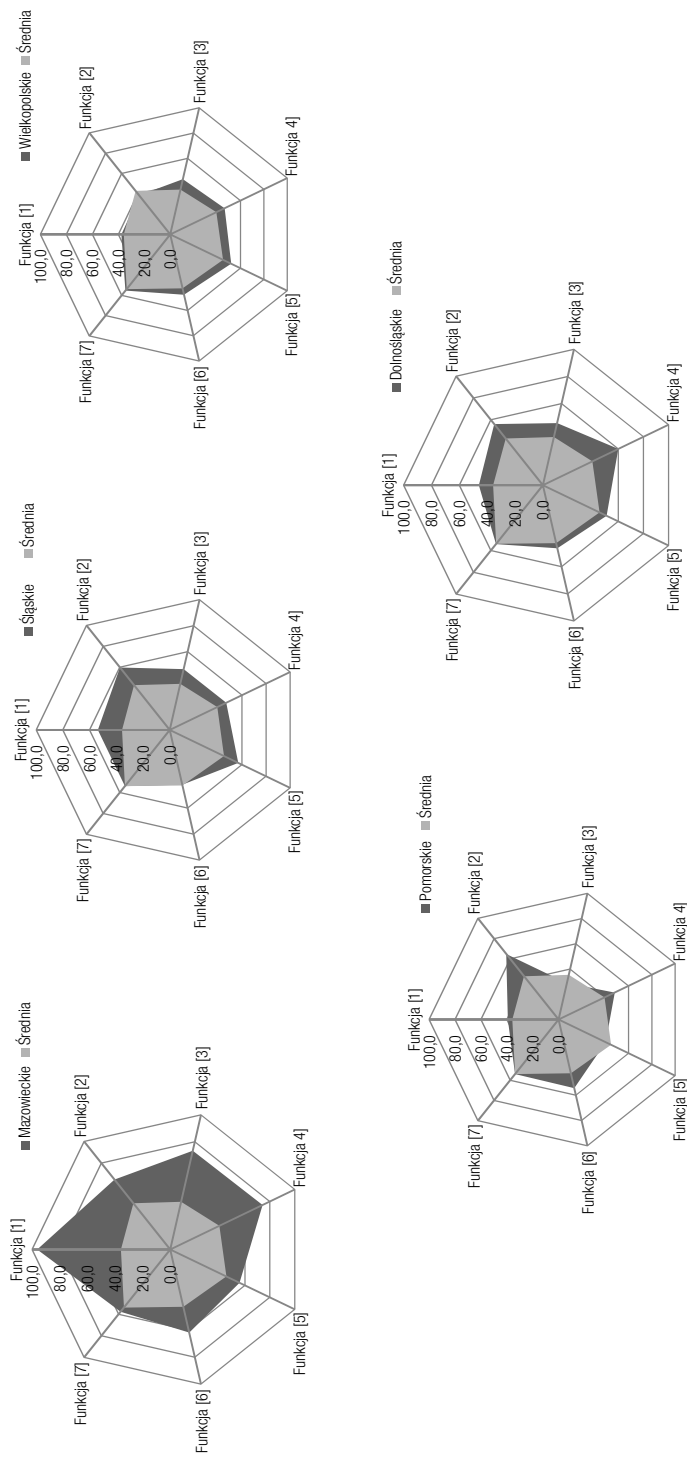 Mazowieckie Średnia
Funkcja [1]
100,0
80,0
60,0
40,0
20,0
0,0
Funkcja [2]
Funkcja [3]
Funkcja 4]
Funkcja [5]
Funkcja [6]
Funkcja [7]
Śląskie Średnia
Funkcja [1]
100,0
80,0
60,0
40,0
20,0
0,0
Funkcja [2]
Funkcja [3]
Funkcja 4]
Funkcja [5]
Funkcja [6]
Funkcja [7]
Wielkopolskie Średnia
Funkcja [1]
100,0
80,0
60,0
40,0
20,0
0,0
Funkcja [2]
Funkcja [3]
Funkcja 4]
Funkcja [5]
Funkcja [6]
Funkcja [7]
Pomorskie Średnia
Funkcja [1]
100,0
80,0
60,0
40,0
20,0
0,0
Funkcja [2]
Funkcja [3]
Funkcja 4]
Funkcja [5]
Funkcja [6]
Funkcja [7]
Dolnośląskie Średnia
Funkcja [1]
100,0
80,0
60,0
40,0
20,0
0,0
Funkcja [2]
Funkcja [3]
Funkcja 4]
Funkcja [5]
Funkcja [6]
Funkcja [7]